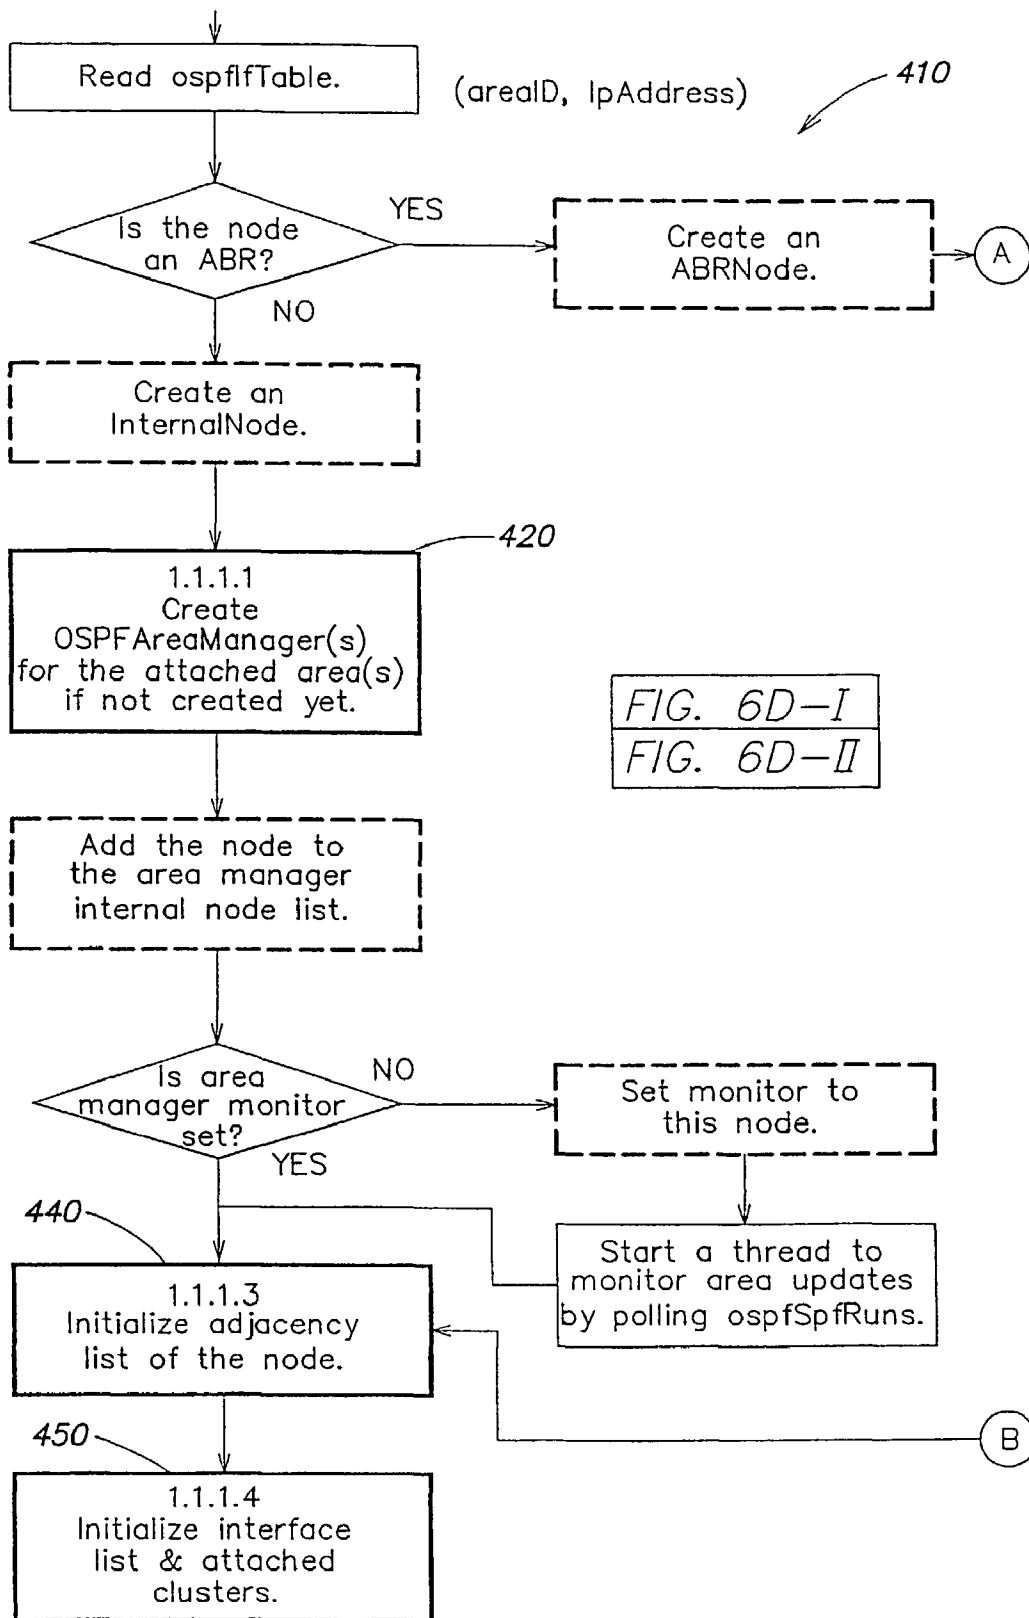 Read ospfIfTable.
(areaID, IpAddress)
410
Is the node
an ABR?
YES
NO
Create an
ABRNode.
A
Create an
InternalNode.
420
1.1.1.1
Create
OSPFAreaManager(s)
for the attached area(s)
if not created yet.
FIG. 6D-I
FIG. 6D-II
Add the node to
the area manager
internal node list.
Is area
manager monitor
set?
NO
YES
Set monitor to
this node.
Start a thread to
monitor area updates
by polling ospfSpfRuns.
440
1.1.1.3
Initialize adjacency
list of the node.
B
450
1.1.1.4
Initialize interface
list & attached
clusters.